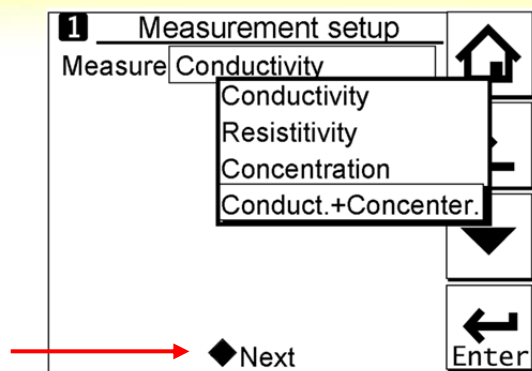 1 Measurement setup
Measure Conductivity
Conductivity
Resistitivity
Concentration
Conduct.+Concenter.
Next
Enter